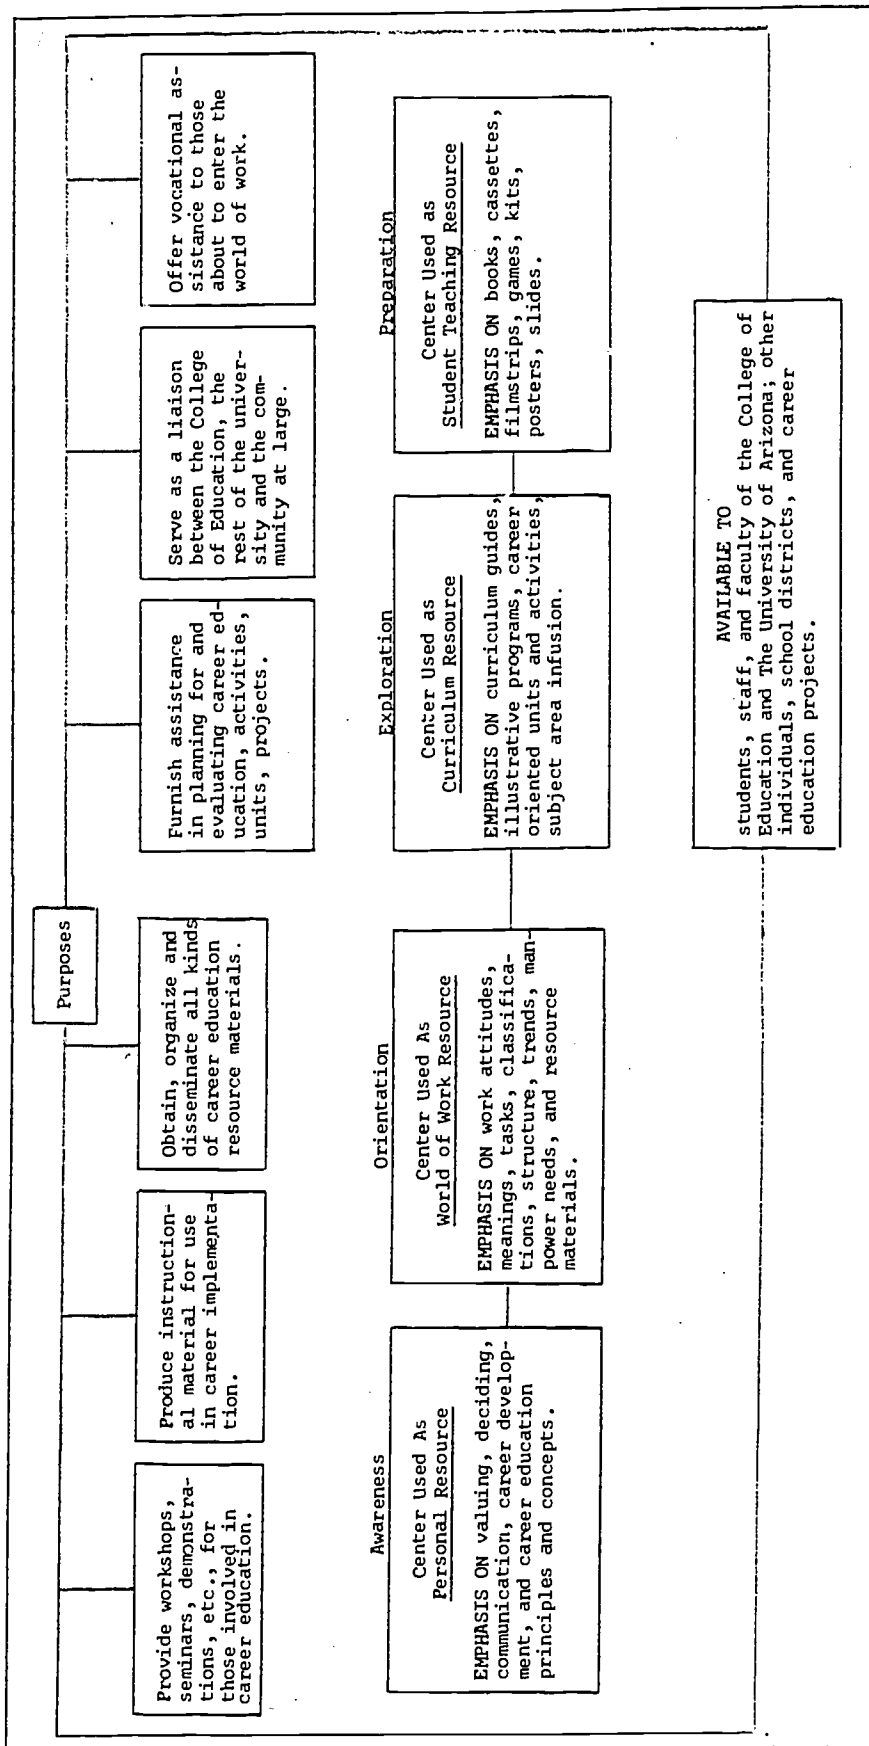 Purposes
Provide workshops,
seminars, demonstra-
tions, etc., for
those involved in
career education.
Produce instruction-
al material for use
in career implementa-
tion.
Obtain, organize and
disseminate all kinds
of career education
resource materials.
Furnish assistance
in planning for and
evaluating career ed-
ucation, activities,
units, projects.
Serve as a liaison
between the College
of Education, the
rest of the univer-
sity and the com-
munity at large.
Offer vocational as-
sistance to those
about to enter the
world of work.
Awareness
Center Used As
Personal Resource
EMPHASIS ON valuing, deciding,
communication, career develop-
ment, and career education
principles and concepts.
Orientation
Center Used As
World of Work Resource
EMPHASIS ON work attitudes,
meanings, tasks, classifica-
tions, structure, trends, man-
power needs, and resource
materials.
Exploration
Center Used as
Curriculum Resource
EMPHASIS ON curriculum guides,
illustrative programs, career
oriented units and activities,
subject area infusion.
Preparation
Center Used as
Student Teaching Resource
EMPHASIS ON books, cassettes,
filmstrips, games, kits,
posters, slides.
AVAILABLE TO
students, staff, and faculty of the College of
Education and The University of Arizona; other
individuals, school districts, and career
education projects.